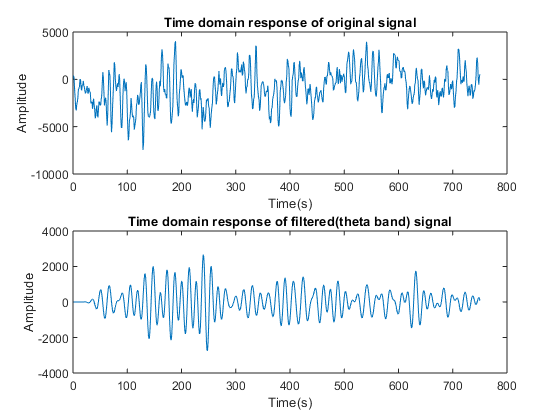 Time domain response of original signal
5000
0
-5000
-10000
Amplitude
0 100 200 300 400 500 600 700 800
Time(s)
Time domain response of filtered(theta band) signal
4000
2000
0
-2000
-4000
Amplitude
0 100 200 300 400 500 600 700 800
Time(s)